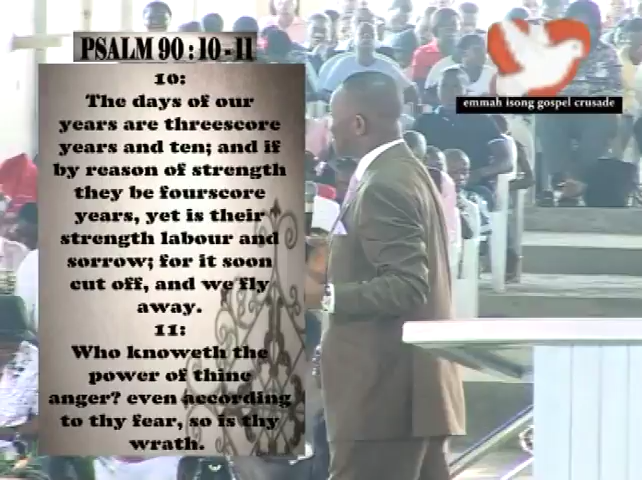 PSALM 90:10-11
emmah isong gospel crusade
10:
The days of our
years are threescore
years and ten; and if
by reason of strength
they be fourscore
years, yet is their
strength labour and
sorrow; for it soon
cut off, and we fly
away.
11:
Who knoweth the
power of thine
anger? even according
to thy fear, so is thy
wrath.